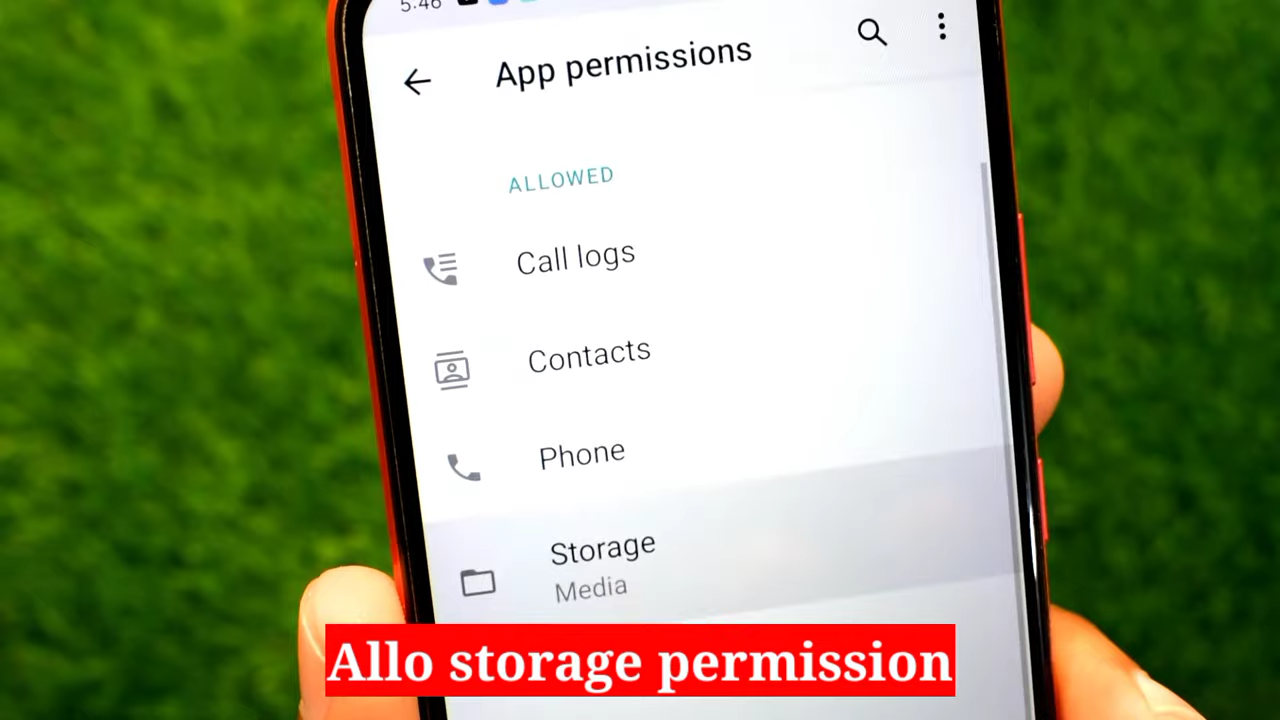 5:46
App permissions
ALLOWED
Call logs
Contacts
Phone
Storage
Media
Allo storage permission